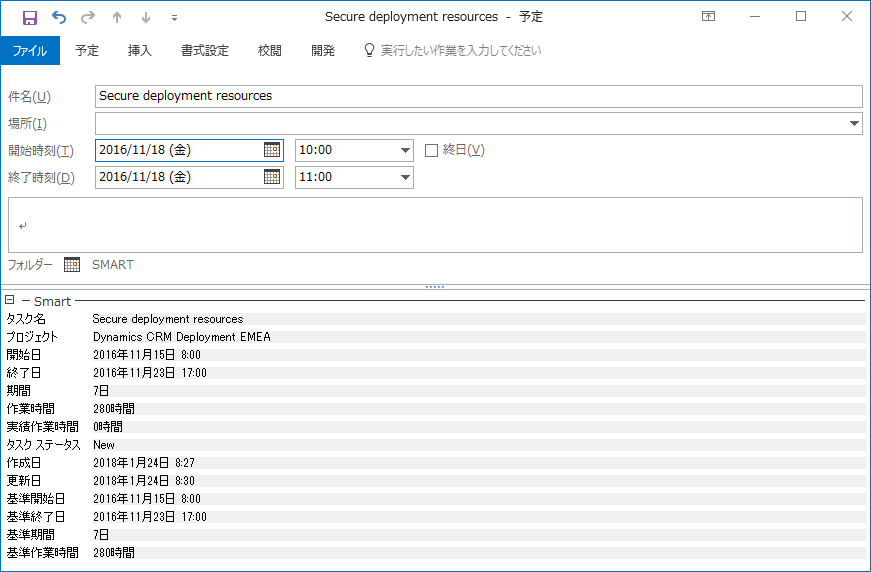 Secure deployment resources - 予定
ファイル 予定 挿入 書式設定 校閲 開発 実行したい作業を入力してください
件名(U) Secure deployment resources
場所(I)
開始時刻(T) 2016/11/18 (金) 10:00 終日(V)
終了時刻(D) 2016/11/18 (金) 11:00
フォルダー SMART
Smart
タスク名 Secure deployment resources
プロジェクト Dynamics CRM Deployment EMEA
開始日 2016年11月15日 8:00
終了日 2016年11月23日 17:00
期間 7日
作業時間 280時間
実績作業時間 0時間
タスク ステータス New
作成日 2018年1月24日 8:27
更新日 2018年1月24日 8:30
基準開始日 2016年11月15日 8:00
基準終了日 2016年11月23日 17:00
基準期間 7日
基準作業時間 280時間